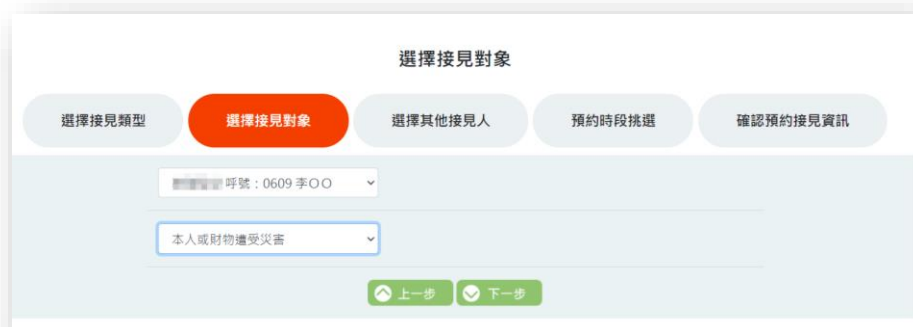 選擇接見對象
選擇接見類型 選擇接見對象 選擇其他接見人 預約時段挑選 確認預約接見資訊
呼號：0609 李ＯＯ
本人或財物遭受災害
上一步 下一步